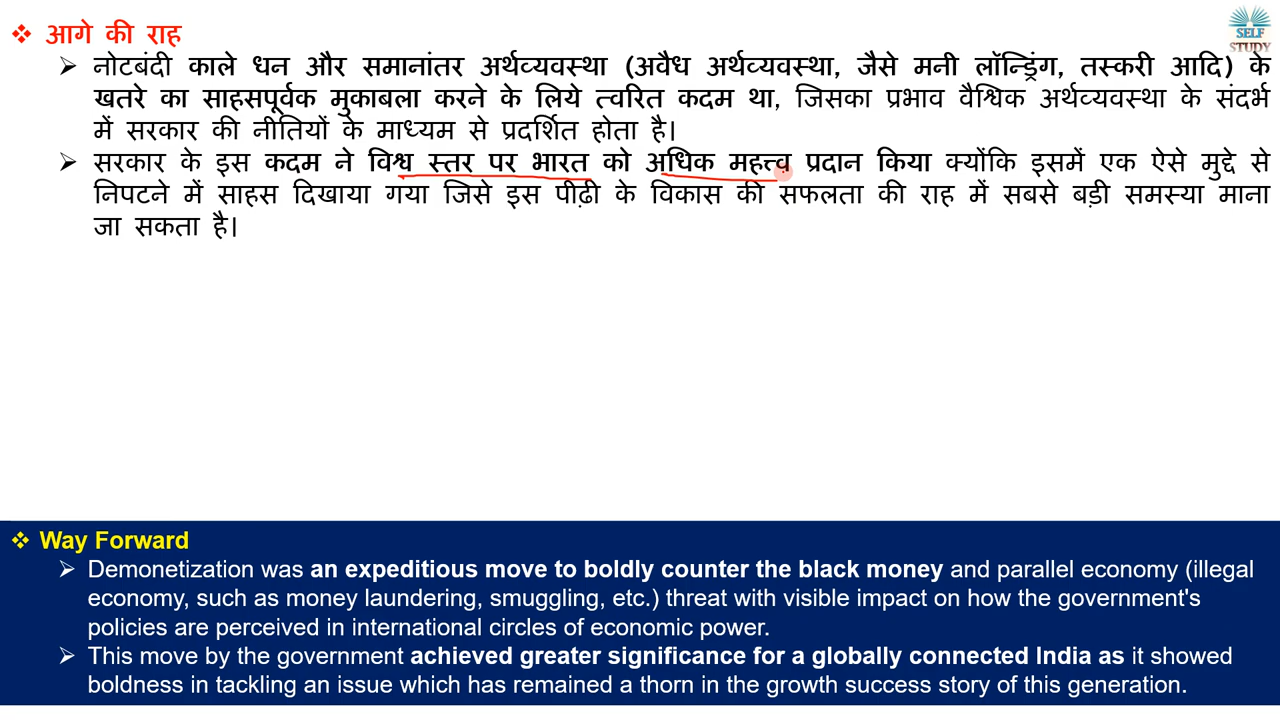 ❖ आगे की राह
SELF
STUDY
➢ नोटबंदी काले धन और समानांतर अर्थव्यवस्था (अवैध अर्थव्यवस्था, जैसे मनी लॉन्ड्रिंग, तस्करी आदि) के
खतरे का साहसपूर्वक मुकाबला करने के लिये त्वरित कदम था, जिसका प्रभाव वैश्विक अर्थव्यवस्था के संदर्भ
में सरकार की नीतियों के माध्यम से प्रदर्शित होता है।
➢ सरकार के इस कदम ने विश्व स्तर पर भारत को अधिक महत्त्व प्रदान किया क्योंकि इसमें एक ऐसे मुद्दे से
निपटने में साहस दिखाया गया जिसे इस पीढ़ी के विकास की सफलता की राह में सबसे बड़ी समस्या माना
जा सकता है।
❖ Way Forward
➢ Demonetization was an expeditious move to boldly counter the black money and parallel economy (illegal
economy, such as money laundering, smuggling, etc.) threat with visible impact on how the government's
policies are perceived in international circles of economic power.
➢ This move by the government achieved greater significance for a globally connected India as it showed
boldness in tackling an issue which has remained a thorn in the growth success story of this generation.